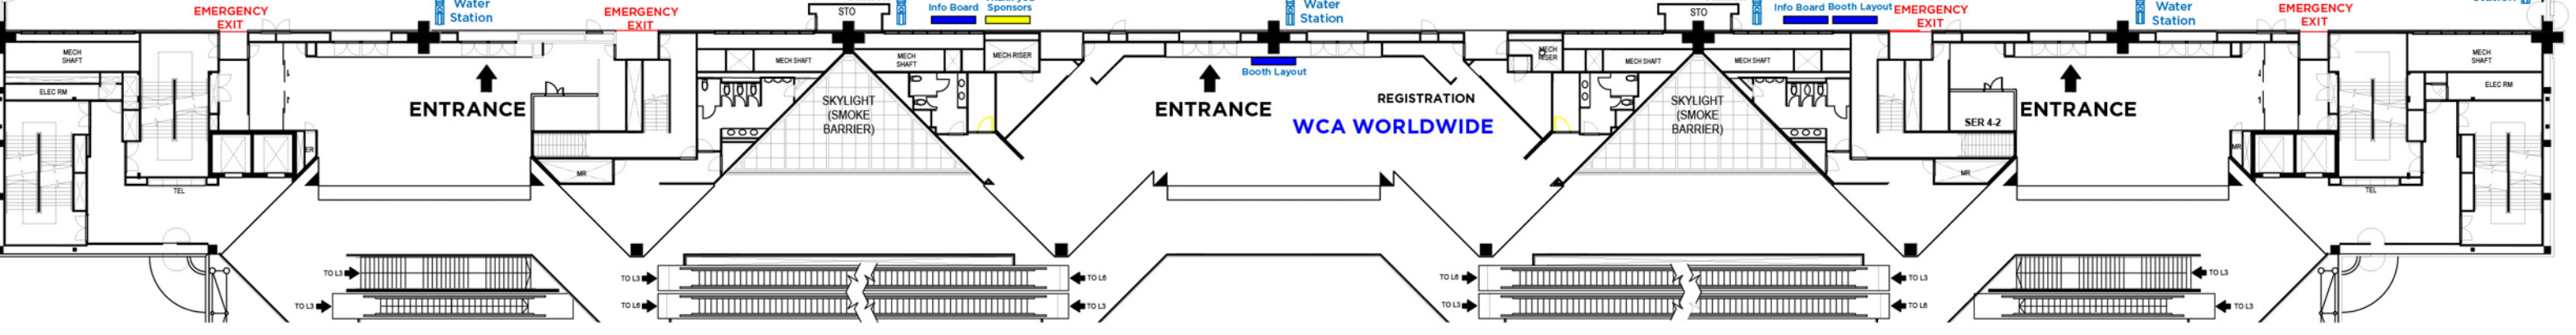 EMERGENCY
EXIT
Water
Station
EMERGENCY
EXIT
STO
Info Board
Sponsors
Water
Station
STO
Info Board
Booth Layout
EMERGENCY
EXIT
Water
Station
EMERGENCY
EXIT
MECH
SHAFT
ELEC RM
ENTRANCE
ER
TEL
MR
MECH SHAFT
MECH
SHAFT
MECH RISER
SKYLIGHT
(SMOKE
BARRIER)
Booth Layout
ENTRANCE
REGISTRATION
WCA WORLDWIDE
MECH
RISER
MECH SHAFT
MECH SHAFT
SKYLIGHT
(SMOKE
BARRIER)
SER 4-2
MR
ENTRANCE
MR
MECH
SHAFT
ELEC RM
TEL
TO L3
TO L3
TO L3
TO L6
TO L6
TO L3
TO L6
TO L3
TO L3
TO L6
TO L3
TO L3